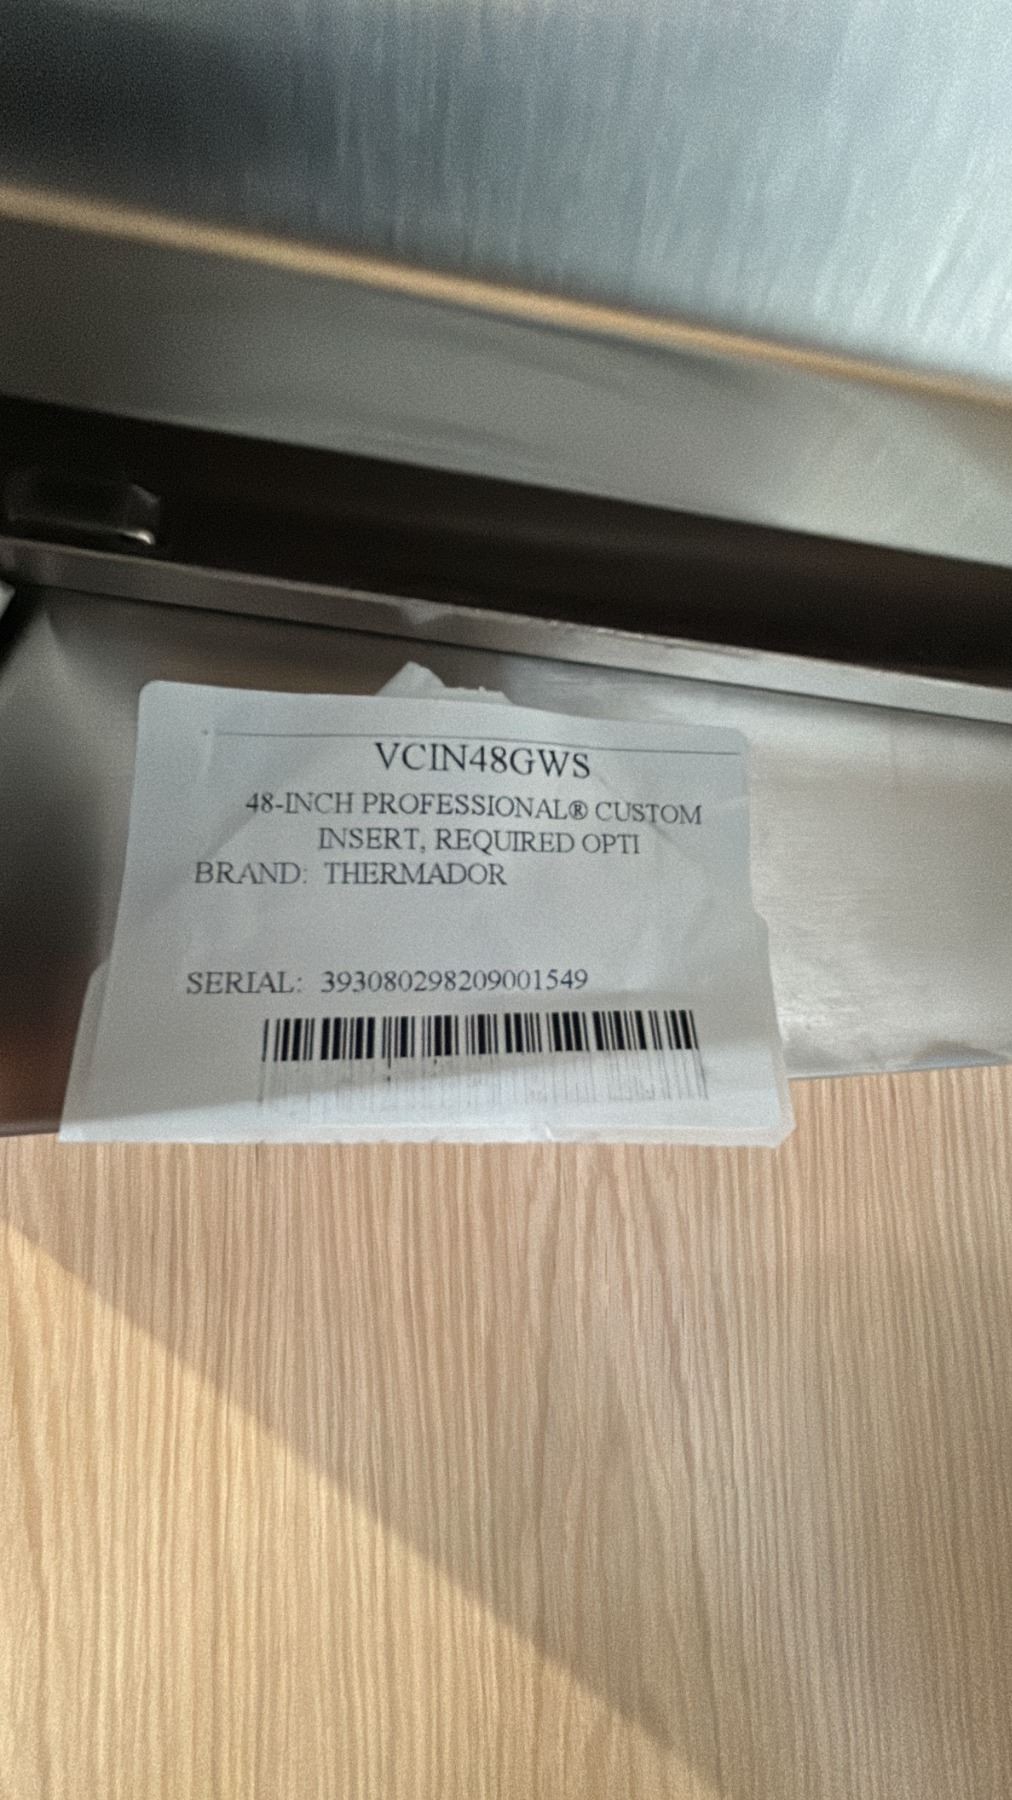 VCIN48GWS
48-INCH PROFESSIONAL® CUSTOM
INSERT, REQUIRED OPTI
BRAND: THERMADOR
SERIAL: 393080298209001549